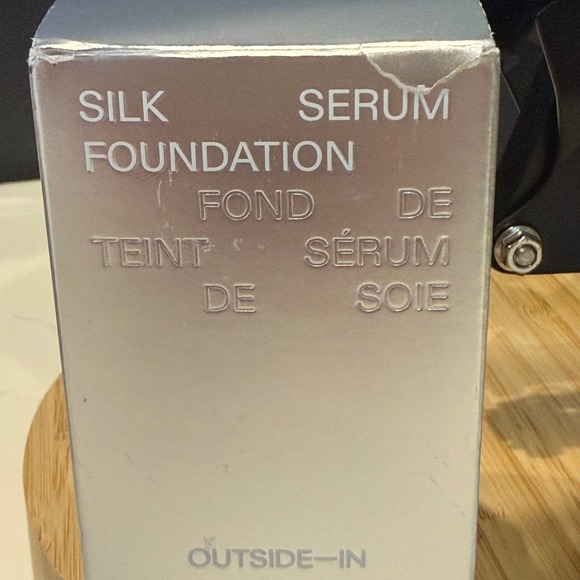 SILK SERUM
FOUNDATION
FOND DE
TEINT SÉRUM
DE SOIE
OUTSIDE—IN